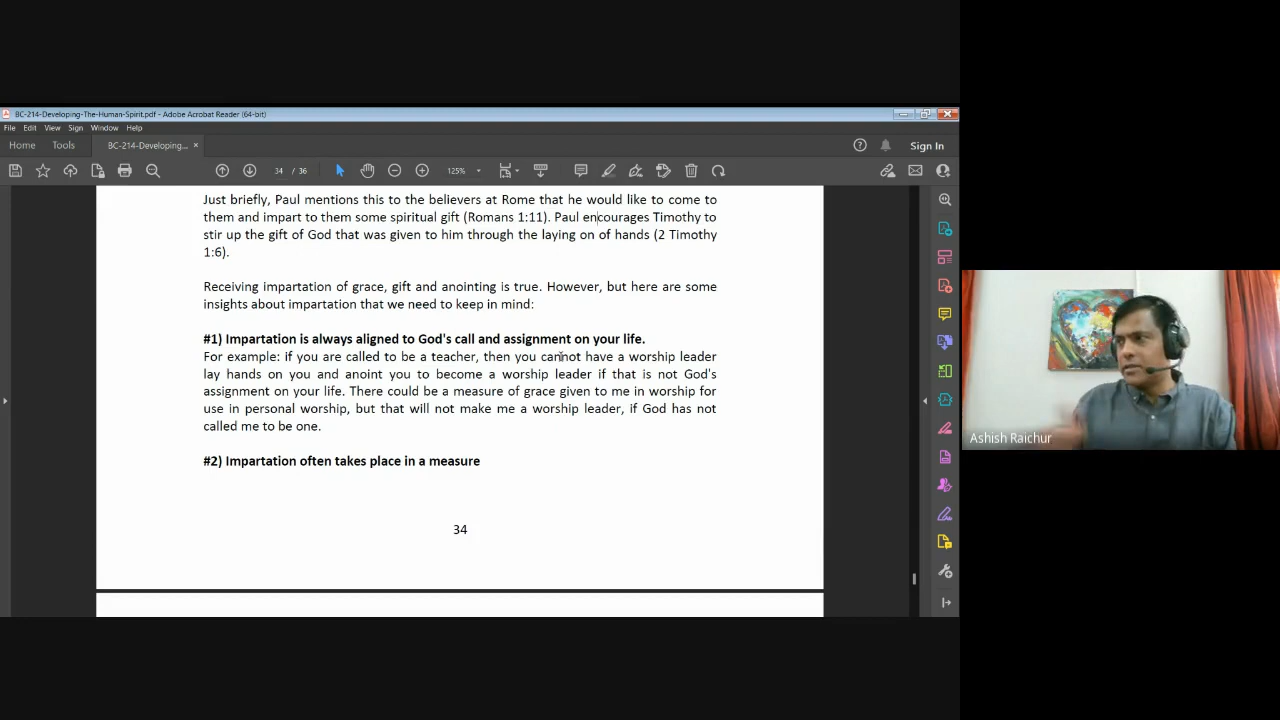 BC-214-Developing-The-Human-Spirit.pdf - Adobe Acrobat Reader (64-bit)
File Edit View Sign Window Help
Home Tools BC-214-Developing... × Sign In
34 / 36 125%
Just briefly, Paul mentions this to the believers at Rome that he would like to come to
them and impart to them some spiritual gift (Romans 1:11). Paul encourages Timothy to
stir up the gift of God that was given to him through the laying on of hands (2 Timothy
1:6).
Receiving impartation of grace, gift and anointing is true. However, but here are some
insights about impartation that we need to keep in mind:
#1) Impartation is always aligned to God's call and assignment on your life.
For example: if you are called to be a teacher, then you cannot have a worship leader
lay hands on you and anoint you to become a worship leader if that is not God's
assignment on your life. There could be a measure of grace given to me in worship for
use in personal worship, but that will not make me a worship leader, if God has not
called me to be one.
#2) Impartation often takes place in a measure
34
Ashish Raichur